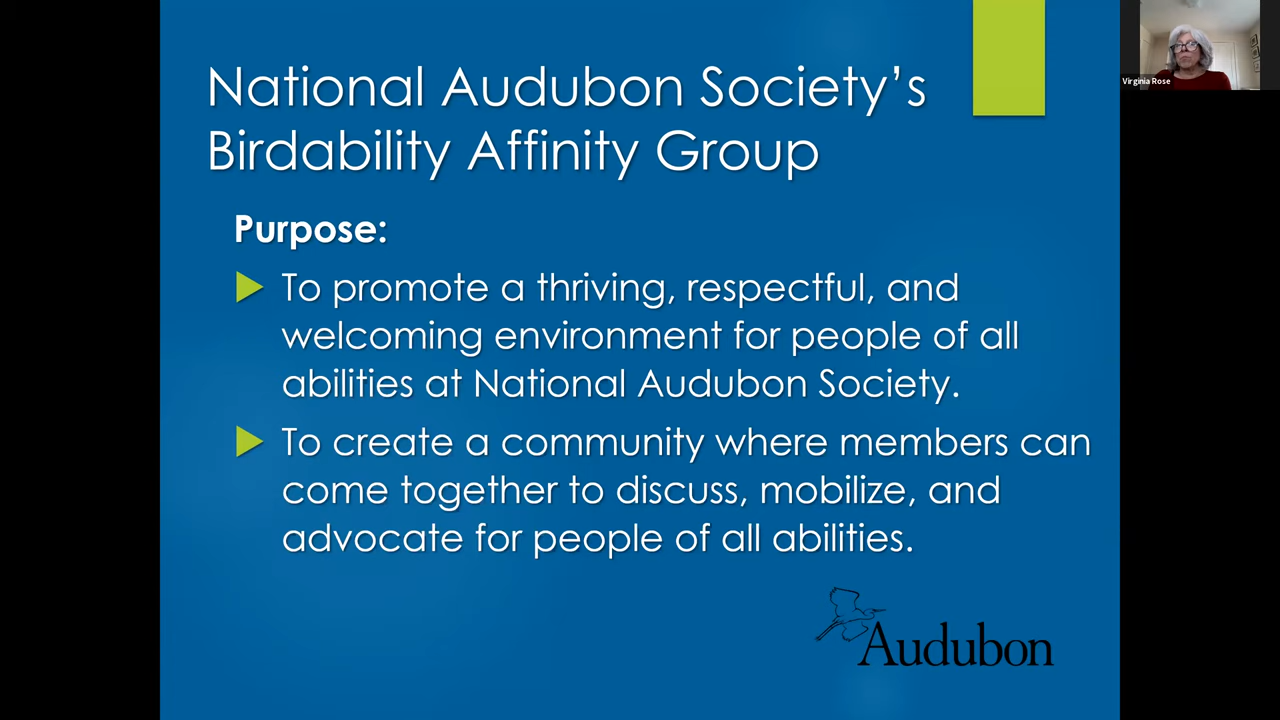 National Audubon Society’s
Birdability Affinity Group
Virginia Rose
Purpose:
To promote a thriving, respectful, and
welcoming environment for people of all
abilities at National Audubon Society.
To create a community where members can
come together to discuss, mobilize, and
advocate for people of all abilities.
Audubon